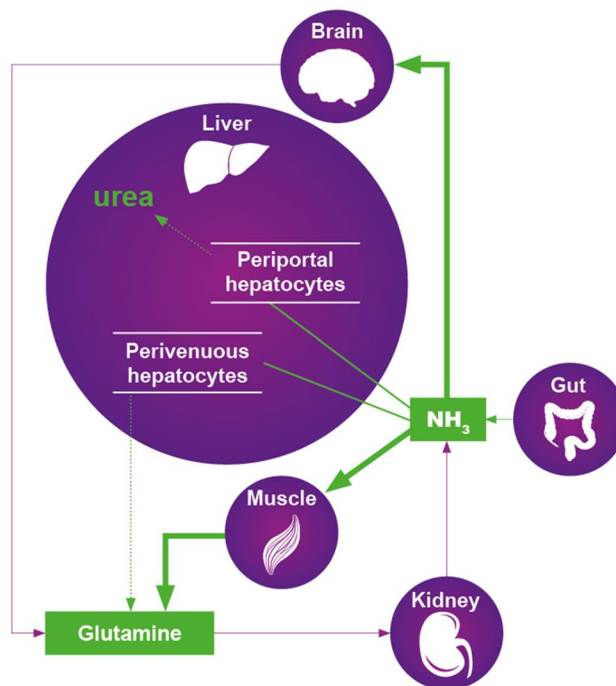 Brain
Liver
urea
Periportal
hepatocytes
Perivenuous
hepatocytes
Gut
NH₃
Muscle
Kidney
Glutamine